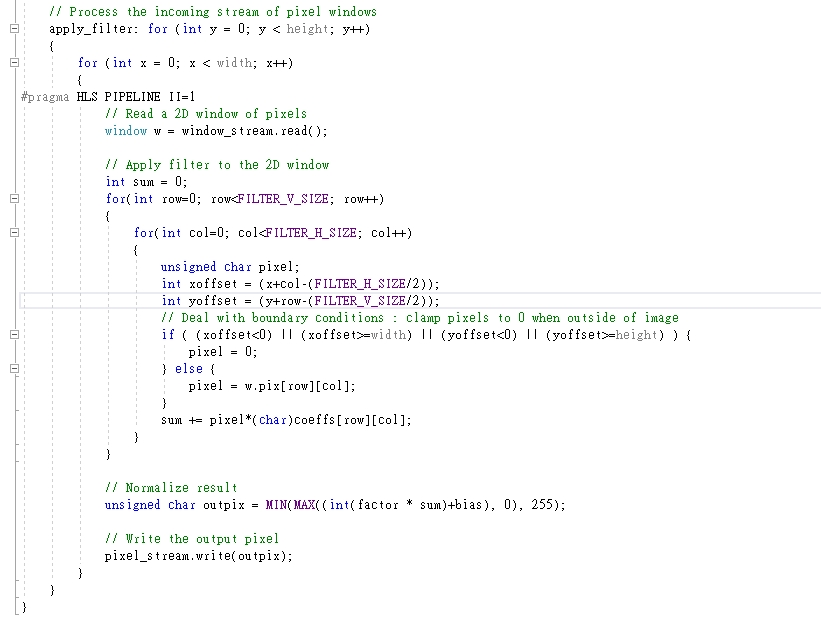 // Process the incoming stream of pixel windows
apply_filter: for (int y = 0; y < height; y++)
{
for (int x = 0; x < width; x++)
{
#pragma HLS PIPELINE II=1
// Read a 2D window of pixels
window w = window_stream.read();
// Apply filter to the 2D window
int sum = 0;
for(int row=0; row<FILTER_V_SIZE; row++)
{
for(int col=0; col<FILTER_H_SIZE; col++)
{
unsigned char pixel;
int xoffset = (x+col-(FILTER_H_SIZE/2));
int yoffset = (y+row-(FILTER_V_SIZE/2));
// Deal with boundary conditions : clamp pixels to 0 when outside of image
if ( (xoffset<0) || (xoffset>=width) || (yoffset<0) || (yoffset>=height) ) {
pixel = 0;
} else {
pixel = w.pix[row][col];
}
sum += pixel*(char)coeffs[row][col];
}
}
// Normalize result
unsigned char outpix = MIN(MAX((int(factor * sum)+bias), 0), 255);
// Write the output pixel
pixel_stream.write(outpix);
}
}
}